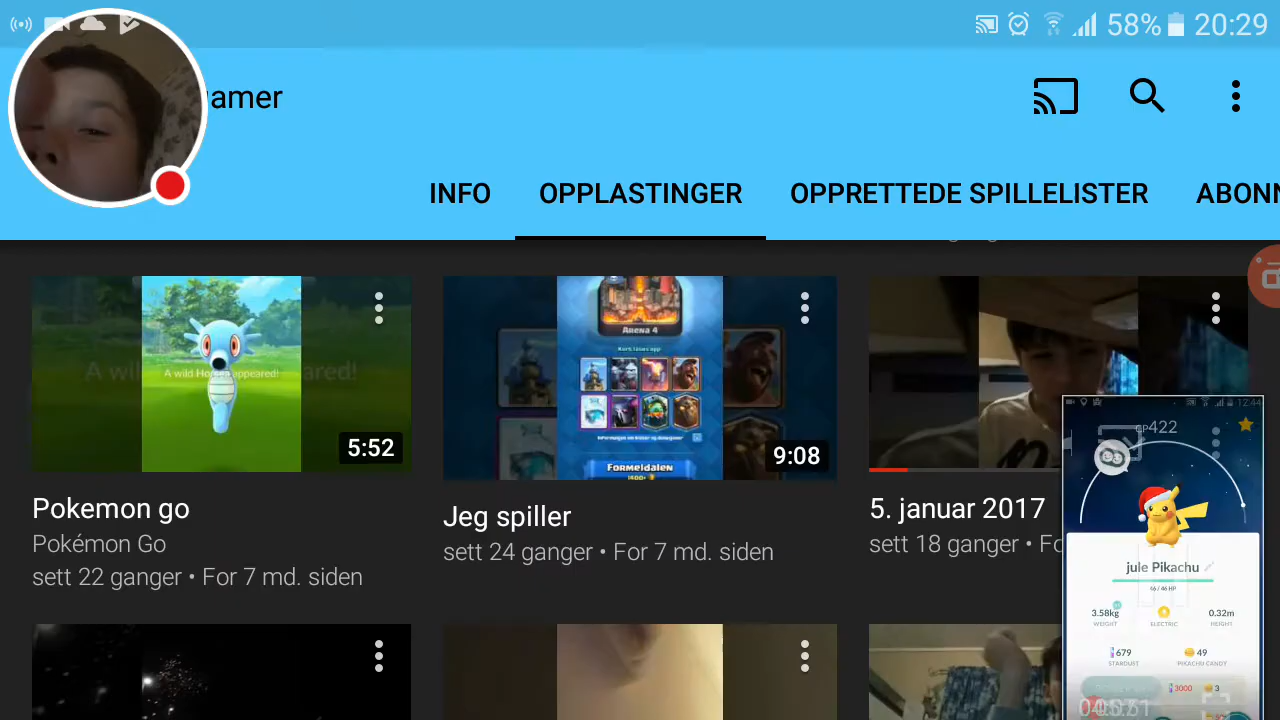 58% 20:29
amer
INFO OPPLASTINGER OPPRETTEDE SPILLELISTER ABONN
A wild Horsea appeared!
5:52
Arena 4
Formeldalen
9:08
Pokemon go
Pokémon Go
sett 22 ganger • For 7 md. siden
Jeg spiller
sett 24 ganger • For 7 md. siden
5. januar 2017
sett 18 ganger • Fo
12:44
CP422
jule Pikachu
3.58kg
WEIGHT
ELECTRIC
0.32m
HEIGHT
679
STARDUST
49
PIKACHU CANDY
3000
3